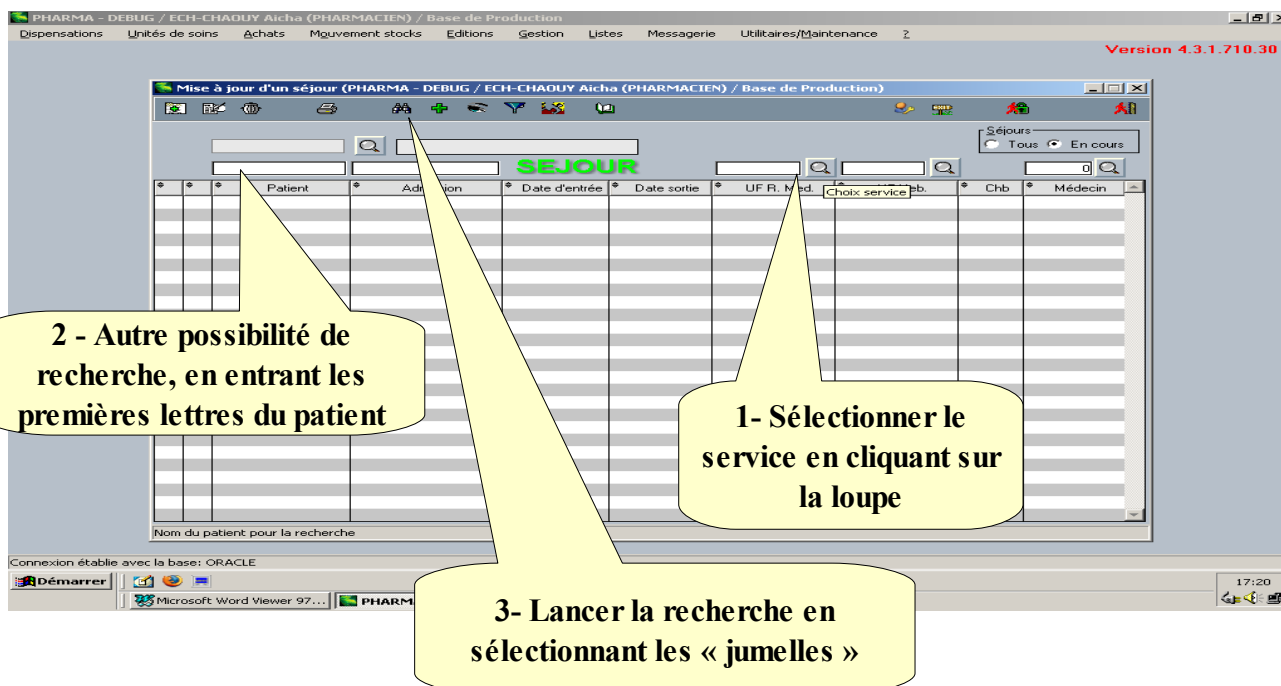 PHARMA - DEBUG / ECH-CHAOUY Aicha (PHARMACIEN) / Base de Production
Dispensations Unités de soins Achats Mouvement stocks Editions Gestion Listes Messagerie Utilitaires/Maintenance ?
Version 4.3.1.710.30
Mise à jour d'un séjour (PHARMA - DEBUG / ECH-CHAOUY Aicha (PHARMACIEN) / Base de Production)
Séjours
Tous En cours
SEJOUR
0
Patient Date d'entrée Date sortie UF R. Med. Chb Médecin
Choix service
2 - Autre possibilité de
recherche, en entrant les
premières lettres du patient
1- Sélectionner le
service en cliquant sur
la loupe
Nom du patient pour la recherche
Connexion établie avec la base: ORACLE
Démarrer
17:20
Microsoft Word Viewer 97...
3- Lancer la recherche en
sélectionnant les « jumelles »